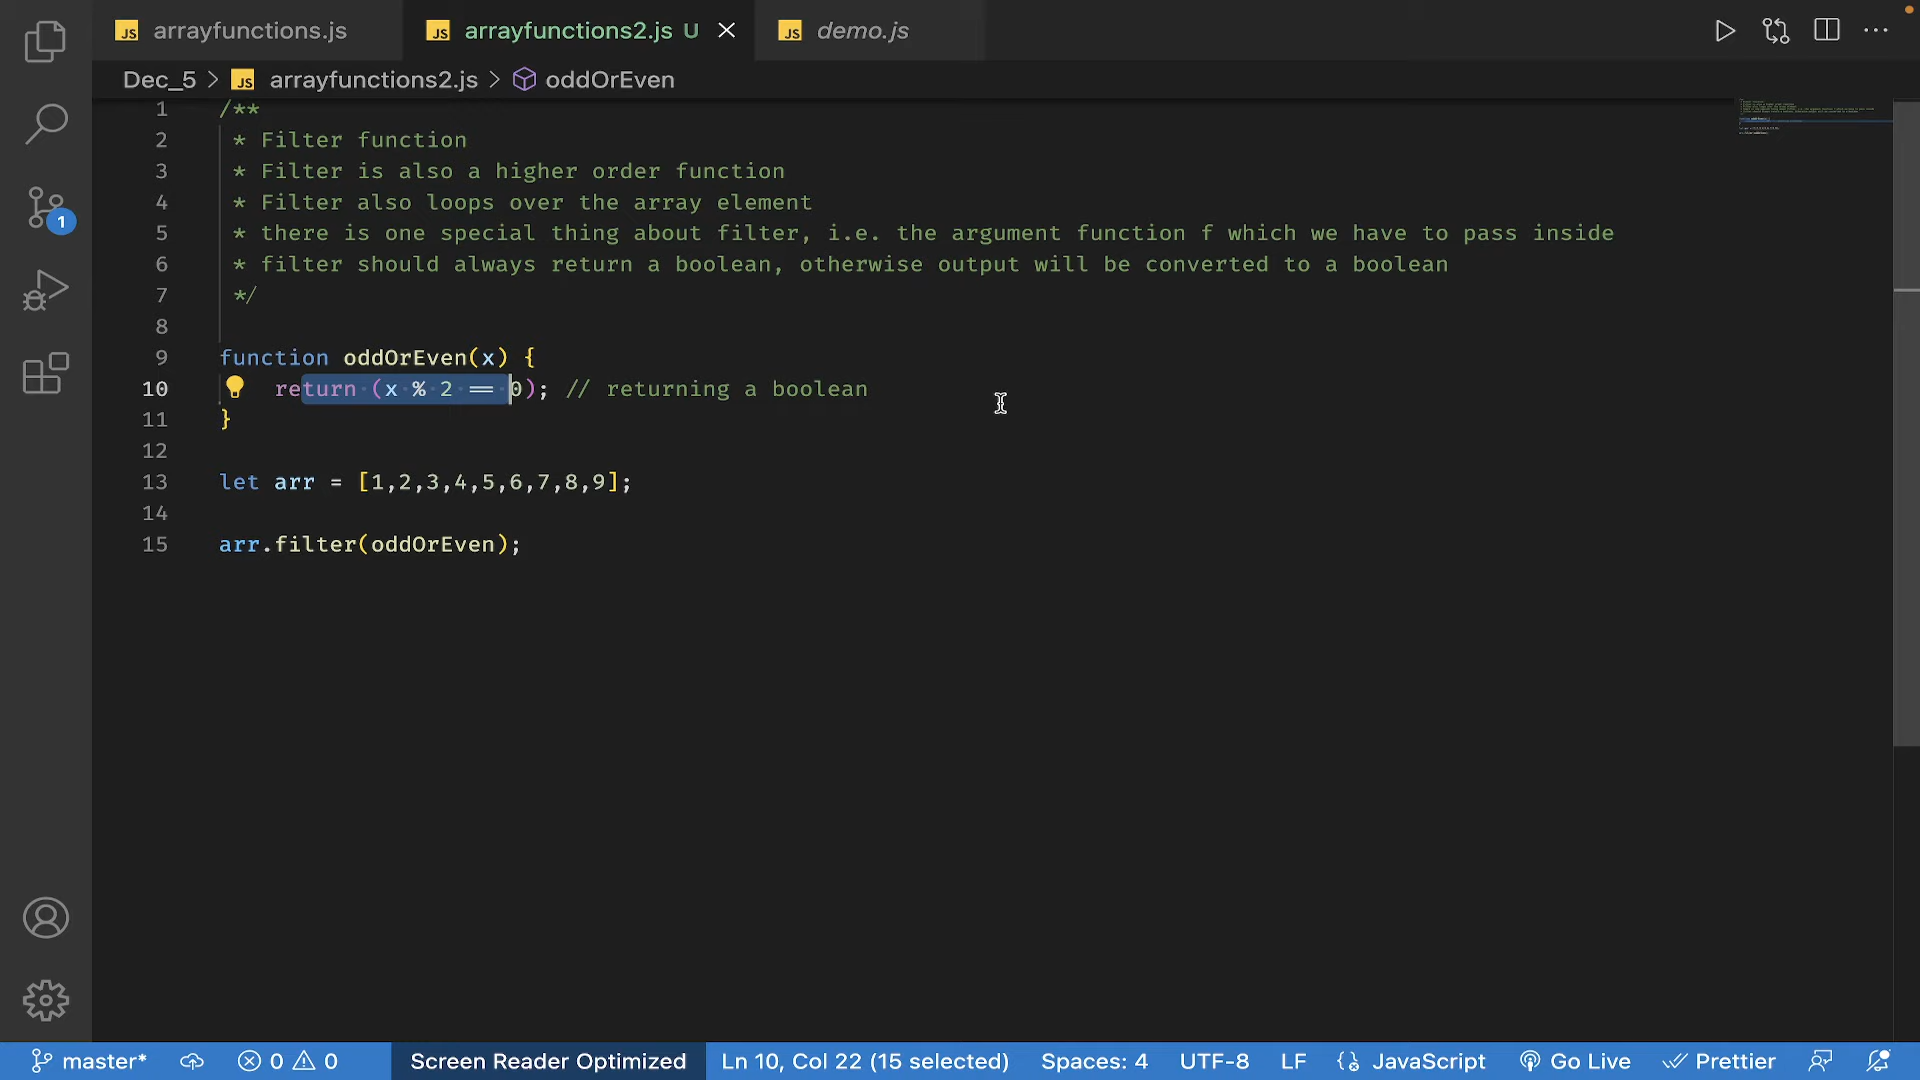 JS arrayfunctions.js JS arrayfunctions2.js U JS demo.js
Dec_5 > JS arrayfunctions2.js > oddOrEven
1 /**
2 * Filter function
3 * Filter is also a higher order function
4 * Filter also loops over the array element
5 * there is one special thing about filter, i.e. the argument function f which we have to pass inside
6 * filter should always return a boolean, otherwise output will be converted to a boolean
7 */
8
9 function oddOrEven(x) {
10 return (x % 2 == 0); // returning a boolean
11 }
12
13 let arr = [1,2,3,4,5,6,7,8,9];
14
15 arr.filter(oddOrEven);
1
master* 0 0 Screen Reader Optimized Ln 10, Col 22 (15 selected) Spaces: 4 UTF-8 LF JavaScript Go Live Prettier